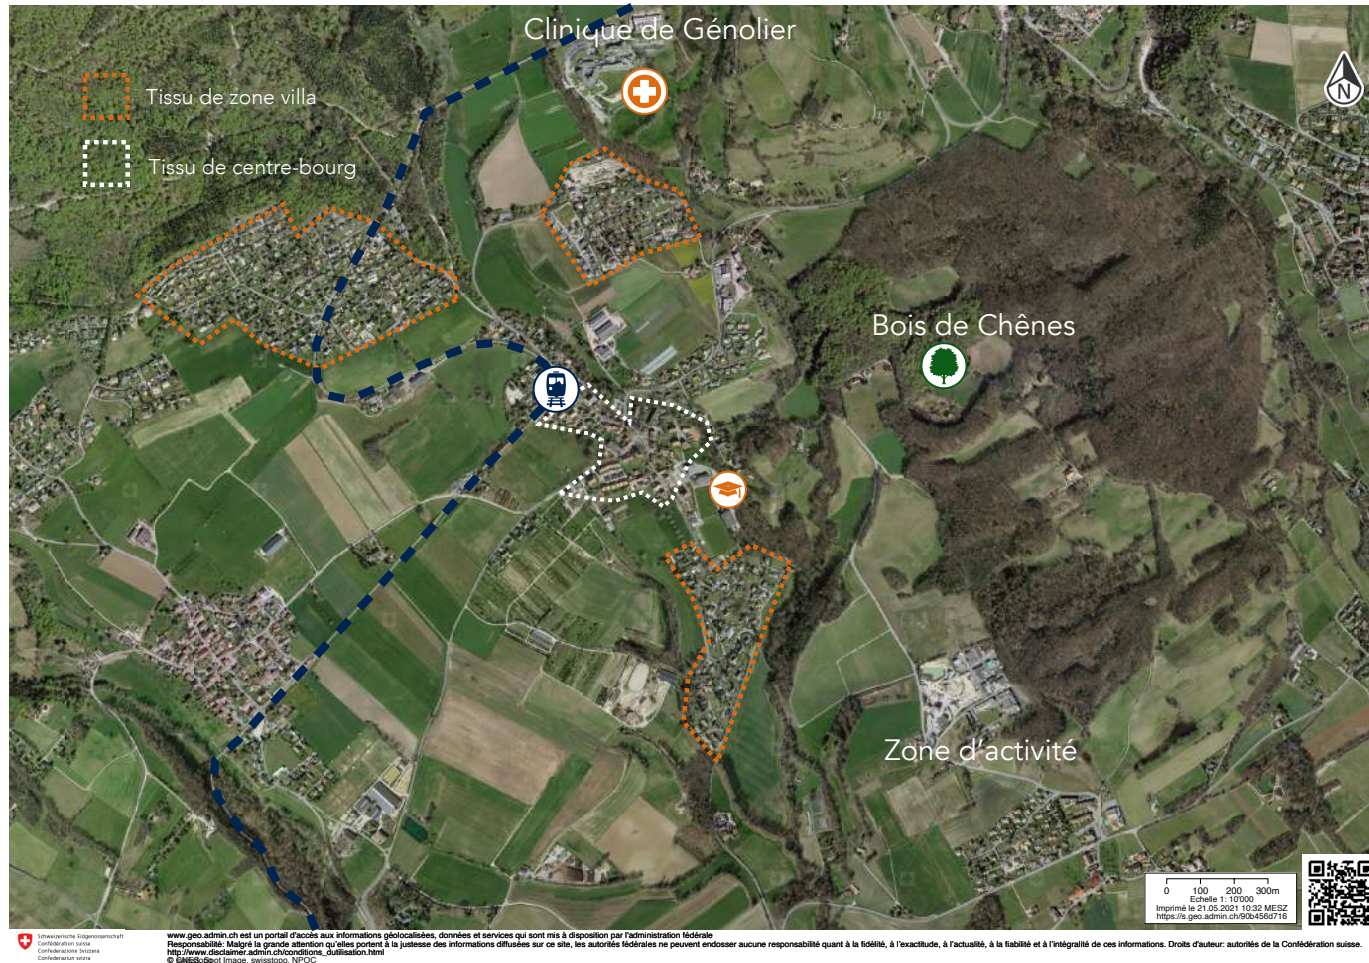 Clinique de Génolier
Tissu de zone villa
N
Tissu de centre-bourg
Bois de Chênes
Zone d'activité
0 100 200 300m
Echelle 1: 10'000
Imprimé le 21.05.2021 10:32 MESZ
https://s.geo.admin.ch/90b456d716
Schweizerische Eidgenossenschaft
Confédération suisse
Confederazione Svizzera
Confederaziun svizra
www.geo.admin.ch est un portail d'accès aux informations géolocalisées, données et services qui sont mis à disposition par l'administration fédérale
Responsabilité: Malgré la grande attention qu'elles portent à la justesse des informations diffusées sur ce site, les autorités fédérales ne peuvent endosser aucune responsabilité quant à la fidélité, à l'exactitude, à l'actualité, à la fiabilité et à l'intégralité de ces informations. Droits d'auteur: autorités de la Confédération suisse.
http://www.disclaimer.admin.ch/conditions_dutilisation.html
© Image, swisstopo, NPOC